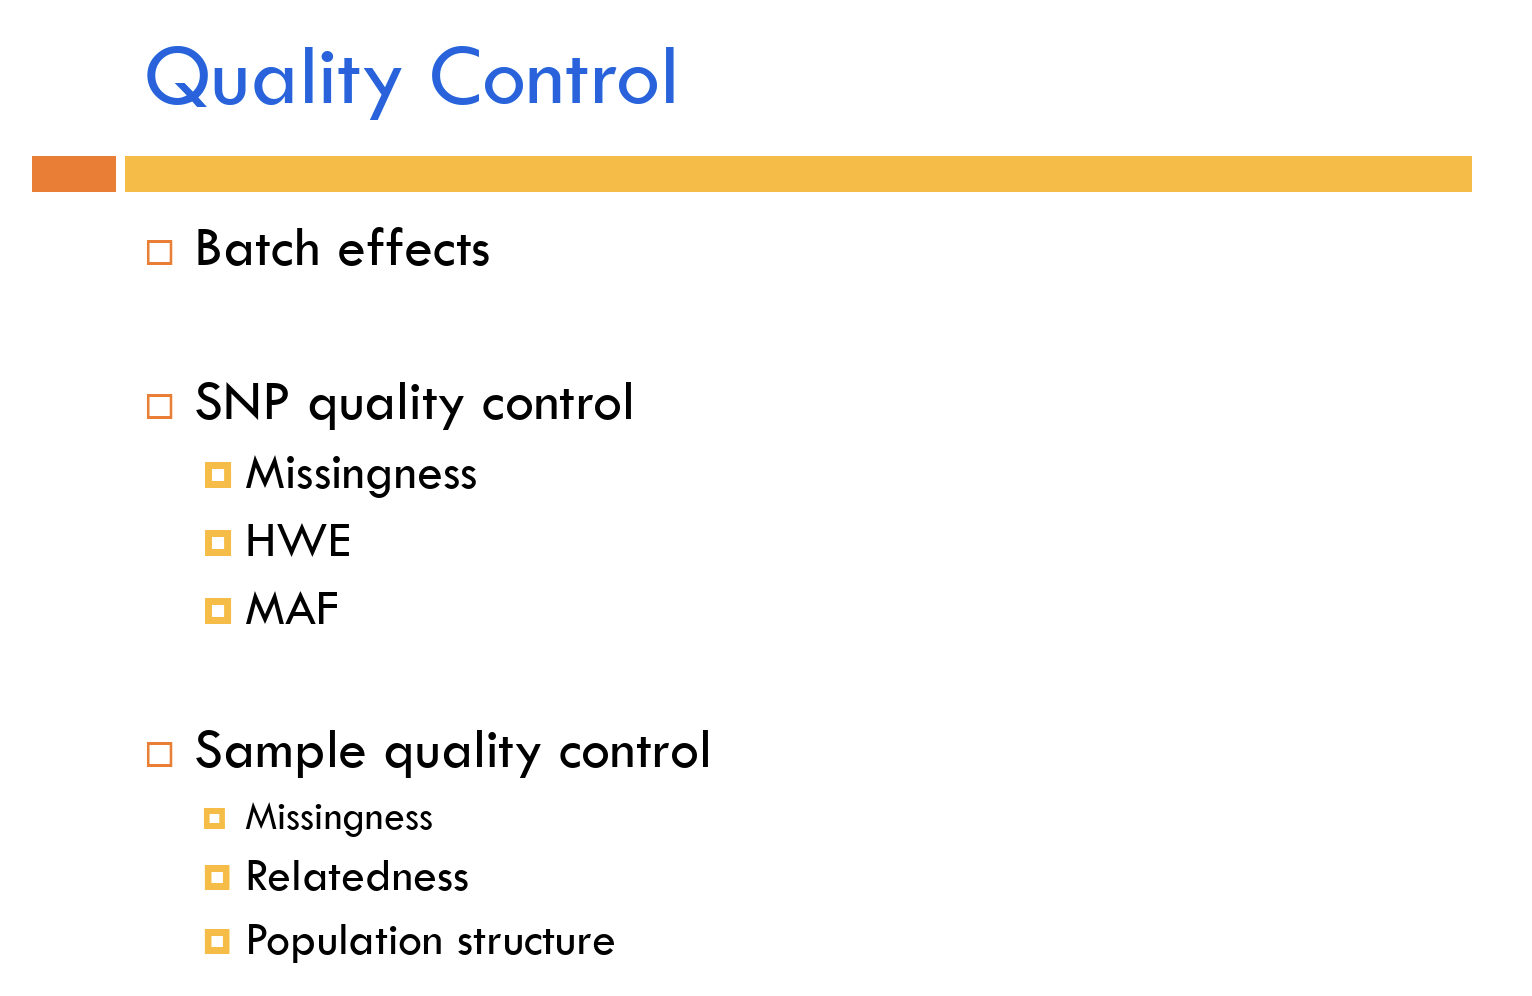 Quality Control
Batch effects
SNP quality control
Missingness
HWE
MAF
Sample quality control
Missingness
Relatedness
Population structure